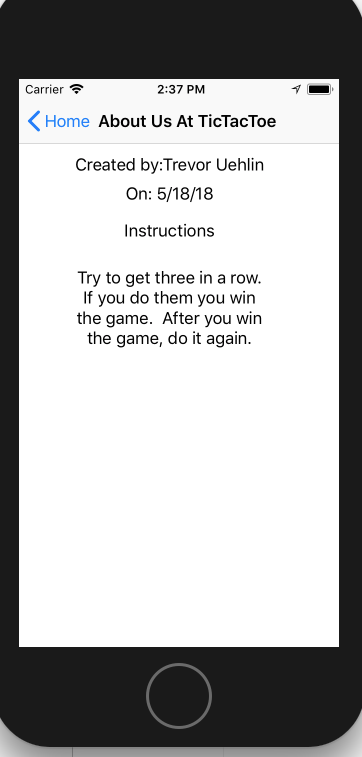 Carrier 2:37 PM
Home About Us At TicTacToe
Created by:Trevor Uehlin
On: 5/18/18
Instructions
Try to get three in a row.
If you do them you win
the game.  After you win
the game, do it again.